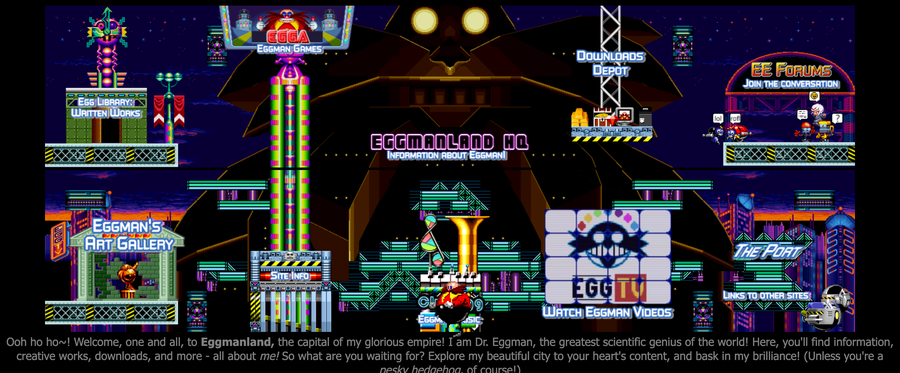 EGGA
Eggman Games
Downloads
Depot
EE Forums
Join the conversation
Egg Library:
Written Works
lol
rofl
?
Eggmanland HQ
Information about Eggman!
Eggman's
Art Gallery
Site Info
EGG TV
Watch Eggman Videos
The Port
Links to other sites
Ooh ho ho~! Welcome, one and all, to Eggmanland, the capital of my glorious empire! I am Dr. Eggman, the greatest scientific genius of the world! Here, you'll find information,
creative works, downloads, and more - all about me! So what are you waiting for? Explore my beautiful city to your heart's content, and bask in my brilliance! (Unless you're a
pesky hedgehog, of course!)